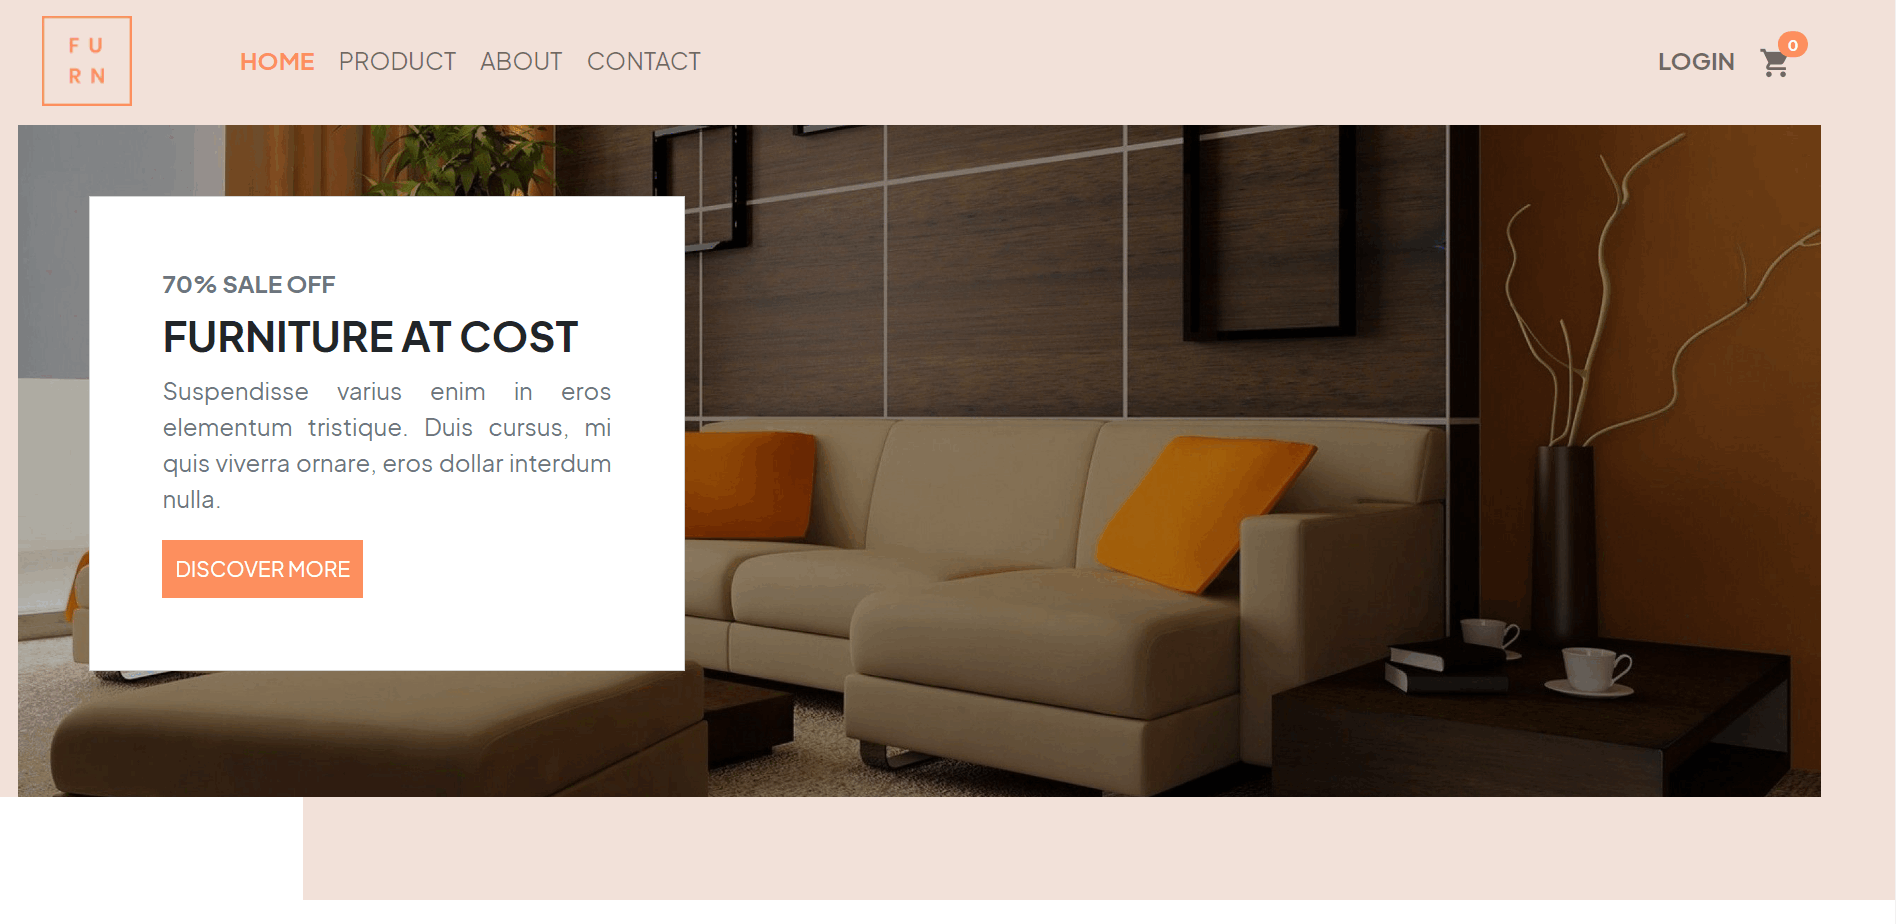 F U
R N
HOME PRODUCT ABOUT CONTACT
LOGIN 0
70% SALE OFF
FURNITURE AT COST
Suspendisse varius enim in eros
elementum tristique. Duis cursus, mi
quis viverra ornare, eros dollar interdum
nulla.
DISCOVER MORE